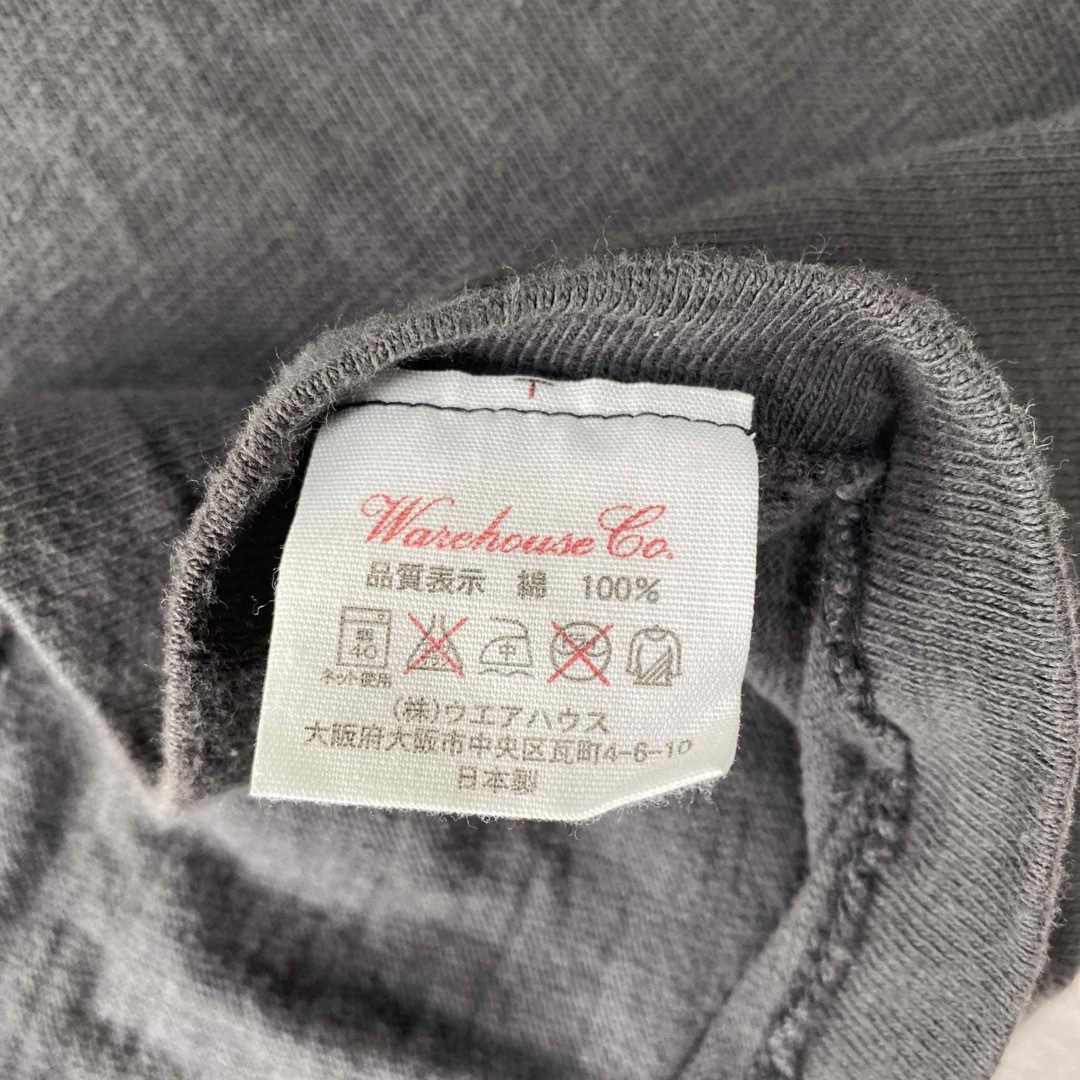 Warehouse Co.
品質表示 綿 100%
弱
40
中
ネット使用
(株)ウエアハウス
大阪府大阪市中央区瓦町4-6-10
日本製